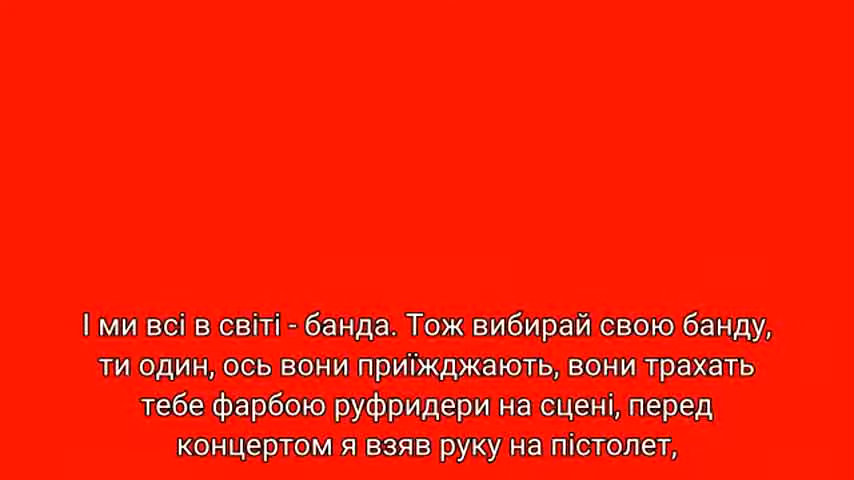 І ми всі в світі - банда. Тож вибирай свою банду,
ти один, ось вони приїжджають, вони трахать
тебе фарбою руфридери на сцені, перед
концертом я взяв руку на пістолет,